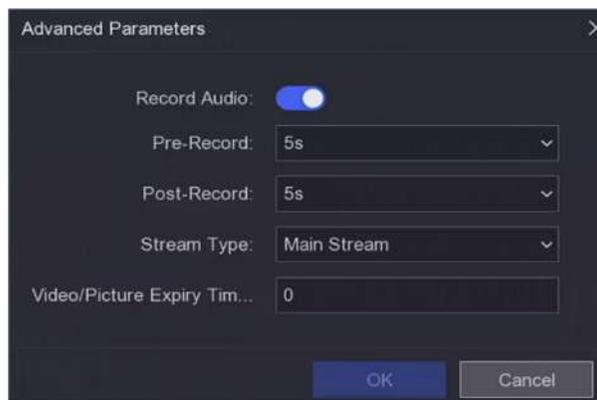 Advanced Parameters
Record Audio:
Pre-Record: 5s
Post-Record: 5s
Stream Type: Main Stream
Video/Picture Expiry Tim... 0
OK Cancel